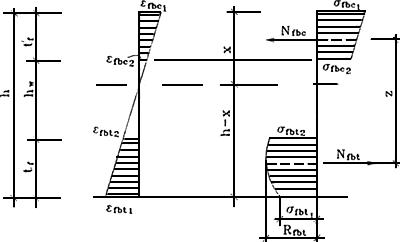 εfbc1
σfbc1
t'f
x
Nfbc
εfbc2
σfbc2
h
hw
z
h-x
εfbt2
σfbt2
Nfbt
tf
εfbt1
σfbt1
Rfbt